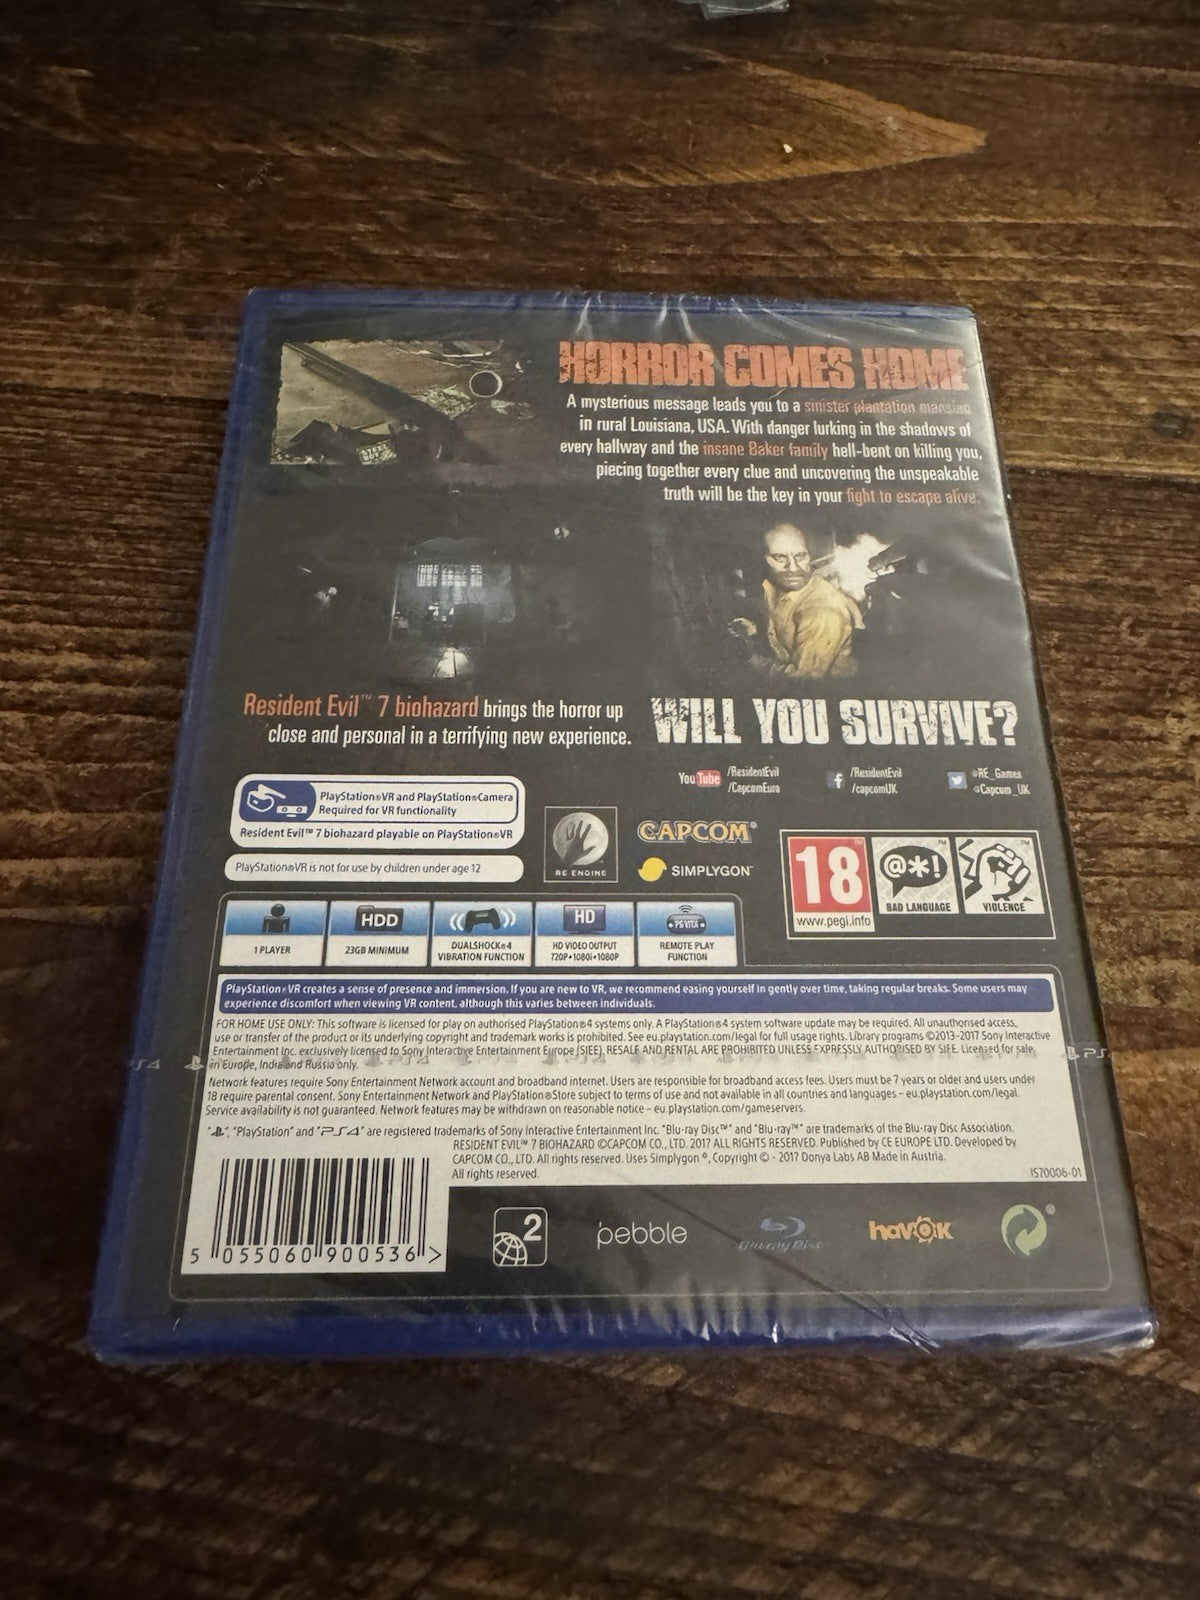 HORROR COMES HOME
A mysterious message leads you to a sinister plantation mansion
in rural Louisiana, USA. With danger lurking in the shadows of
every hallway and the insane Baker family hell-bent on killing you,
piecing together every clue and uncovering the unspeakable
truth will be the key in your fight to escape alive.
Resident Evil™ 7 biohazard brings the horror up
close and personal in a terrifying new experience.
WILL YOU SURVIVE?
YouTube /ResidentEvil
/CapcomEuro
/ResidentEvil
/capcomUK
@RE_Games
@Capcom_UK
PlayStation®VR and PlayStation®Camera
Required for VR functionality
Resident Evil™ 7 biohazard playable on PlayStation®VR
PlayStation®VR is not for use by children under age 12
RE ENGINE
CAPCOM®
SIMPLYGON™
18
www.pegi.info
@*!
BAD LANGUAGE
VIOLENCE
1 PLAYER
HDD
23GB MINIMUM
DUALSHOCK®4
VIBRATION FUNCTION
HD
HD VIDEO OUTPUT
720P•1080i•1080P
PS VITA
REMOTE PLAY
FUNCTION
PlayStation®VR creates a sense of presence and immersion. If you are new to VR, we recommend easing yourself in gently over time, taking regular breaks. Some users may
experience discomfort when viewing VR content, although this varies between individuals.
FOR HOME USE ONLY: This software is licensed for play on authorised PlayStation®4 systems only. A PlayStation®4 system software update may be required. All unauthorised access,
use or transfer of the product or its underlying copyright and trademark works is prohibited. See eu.playstation.com/legal for full usage rights. Library programs ©2013-2017 Sony Interactive
Entertainment Inc. exclusively licensed to Sony Interactive Entertainment Europe (SIEE). RESALE AND RENTAL ARE PROHIBITED UNLESS EXPRESSLY AUTHORISED BY SIEE. Licensed for sale
in Europe, India and Russia only.
PS4
Network features require Sony Entertainment Network account and broadband internet. Users are responsible for broadband access fees. Users must be 7 years or older and users under
18 require parental consent. Sony Entertainment Network and PlayStation®Store subject to terms of use and not available in all countries and languages – eu.playstation.com/legal.
Service availability is not guaranteed. Network features may be withdrawn on reasonable notice – eu.playstation.com/gameservers.
", "PlayStation" and "PS4" are registered trademarks of Sony Interactive Entertainment Inc. "Blu-ray Disc™" and "Blu-ray™" are trademarks of the Blu-ray Disc Association.
RESIDENT EVIL™ 7 BIOHAZARD ©CAPCOM CO., LTD. 2017 ALL RIGHTS RESERVED. Published by CE EUROPE LTD. Developed by
CAPCOM CO., LTD. All rights reserved. Uses Simplygon ®, Copyright © - 2017 Donya Labs AB Made in Austria.
All rights reserved.
IS70006-01
5 055060 900536 >
2
pebble
Blu-ray Disc
havok